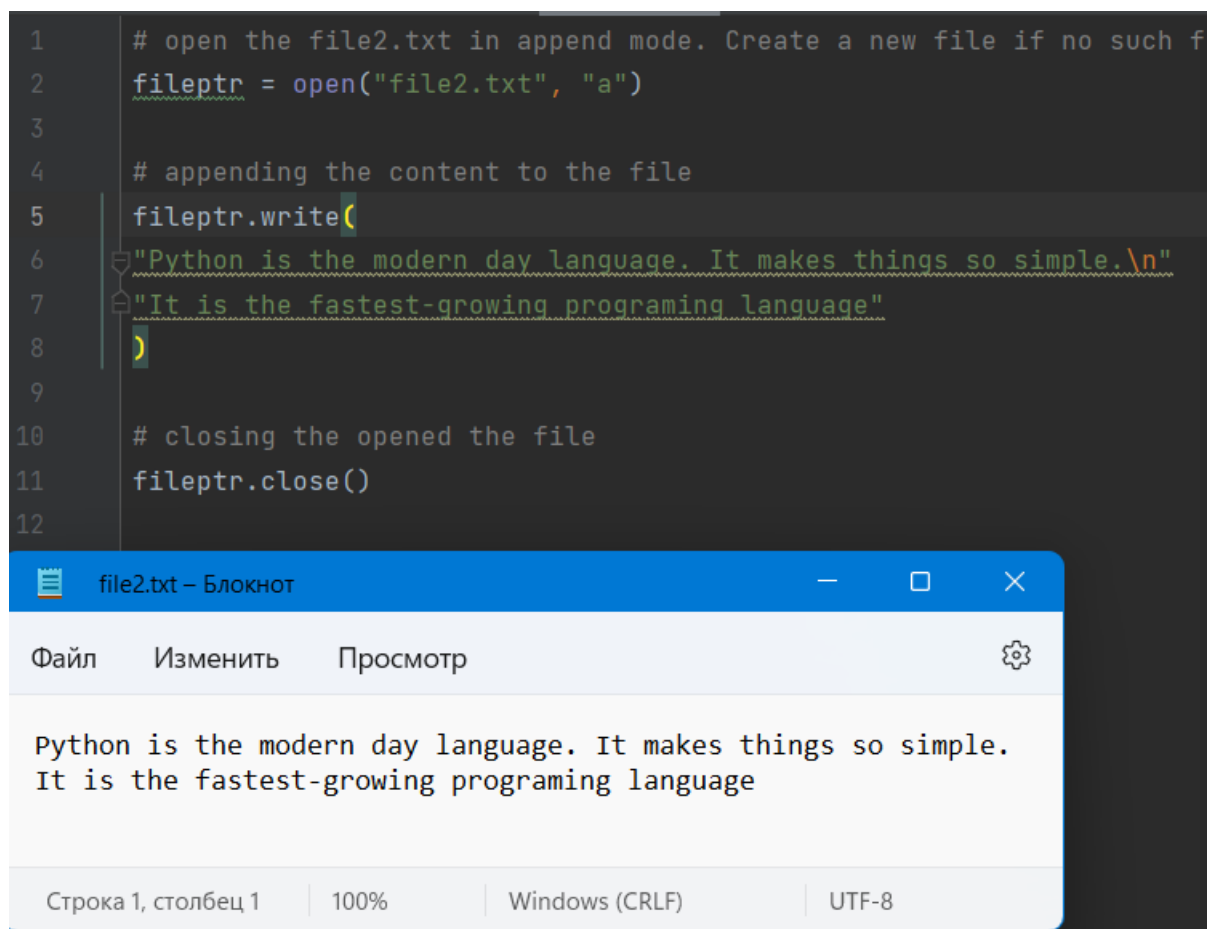 1 # open the file2.txt in append mode. Create a new file if no such f
2 fileptr = open("file2.txt", "a")
3
4 # appending the content to the file
5 fileptr.write(
6 "Python is the modern day language. It makes things so simple.\n"
7 "It is the fastest-growing programing language"
8 )
9
10 # closing the opened the file
11 fileptr.close()
12
file2.txt – Блокнот
Файл Изменить Просмотр
Python is the modern day language. It makes things so simple.
It is the fastest-growing programing language
Строка 1, столбец 1 100% Windows (CRLF) UTF-8